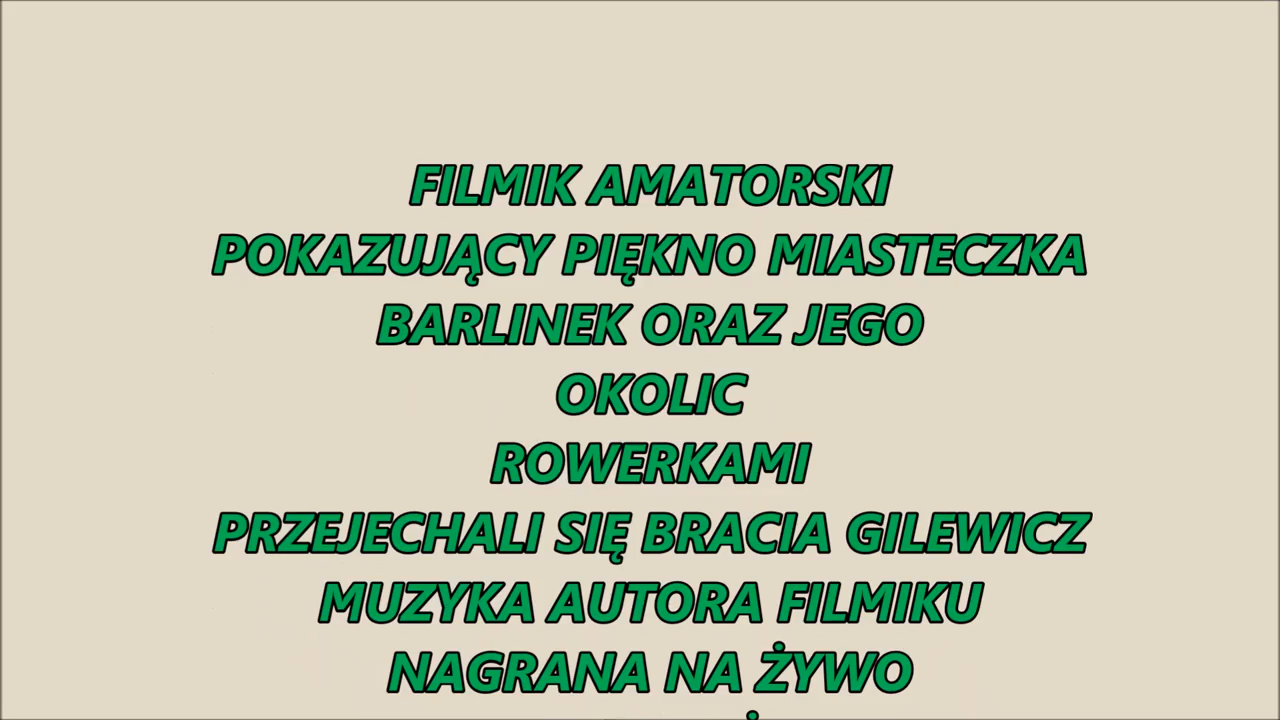 FILMIK AMATORSKI
POKAZUJĄCY PIĘKNO MIASTECZKA
BARLINEK ORAZ JEGO
OKOLIC
ROWERKAMI
PRZEJECHALI SIĘ BRACIA GILEWICZ
MUZYKA AUTORA FILMIKU
NAGRANA NA ŻYWO